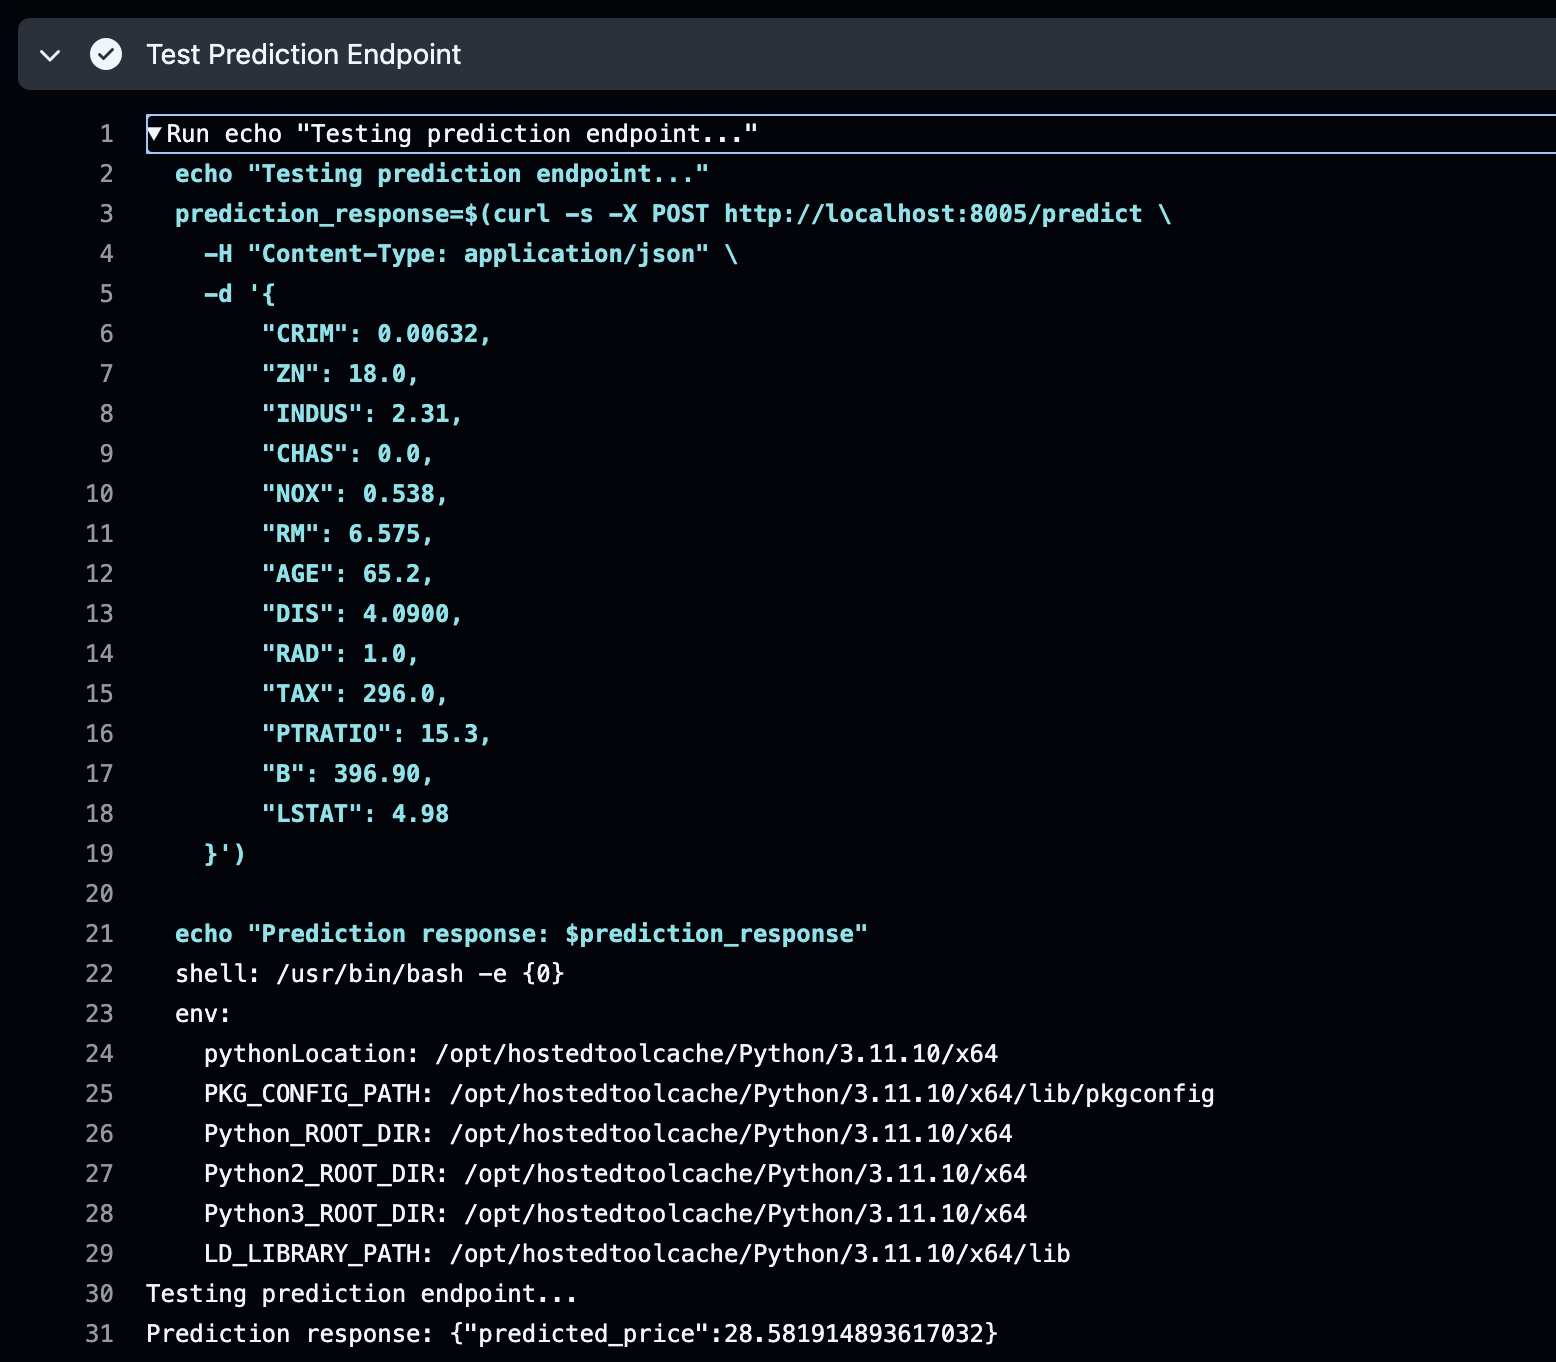 Test Prediction Endpoint
1 ▼Run echo "Testing prediction endpoint..."
2 echo "Testing prediction endpoint..."
3 prediction_response=$(curl -s -X POST http://localhost:8005/predict \
4 -H "Content-Type: application/json" \
5 -d '{
6 "CRIM": 0.00632,
7 "ZN": 18.0,
8 "INDUS": 2.31,
9 "CHAS": 0.0,
10 "NOX": 0.538,
11 "RM": 6.575,
12 "AGE": 65.2,
13 "DIS": 4.0900,
14 "RAD": 1.0,
15 "TAX": 296.0,
16 "PTRATIO": 15.3,
17 "B": 396.90,
18 "LSTAT": 4.98
19 }')
20
21 echo "Prediction response: $prediction_response"
22 shell: /usr/bin/bash -e {0}
23 env:
24 pythonLocation: /opt/hostedtoolcache/Python/3.11.10/x64
25 PKG_CONFIG_PATH: /opt/hostedtoolcache/Python/3.11.10/x64/lib/pkgconfig
26 Python_ROOT_DIR: /opt/hostedtoolcache/Python/3.11.10/x64
27 Python2_ROOT_DIR: /opt/hostedtoolcache/Python/3.11.10/x64
28 Python3_ROOT_DIR: /opt/hostedtoolcache/Python/3.11.10/x64
29 LD_LIBRARY_PATH: /opt/hostedtoolcache/Python/3.11.10/x64/lib
30 Testing prediction endpoint...
31 Prediction response: {"predicted_price":28.581914893617032}